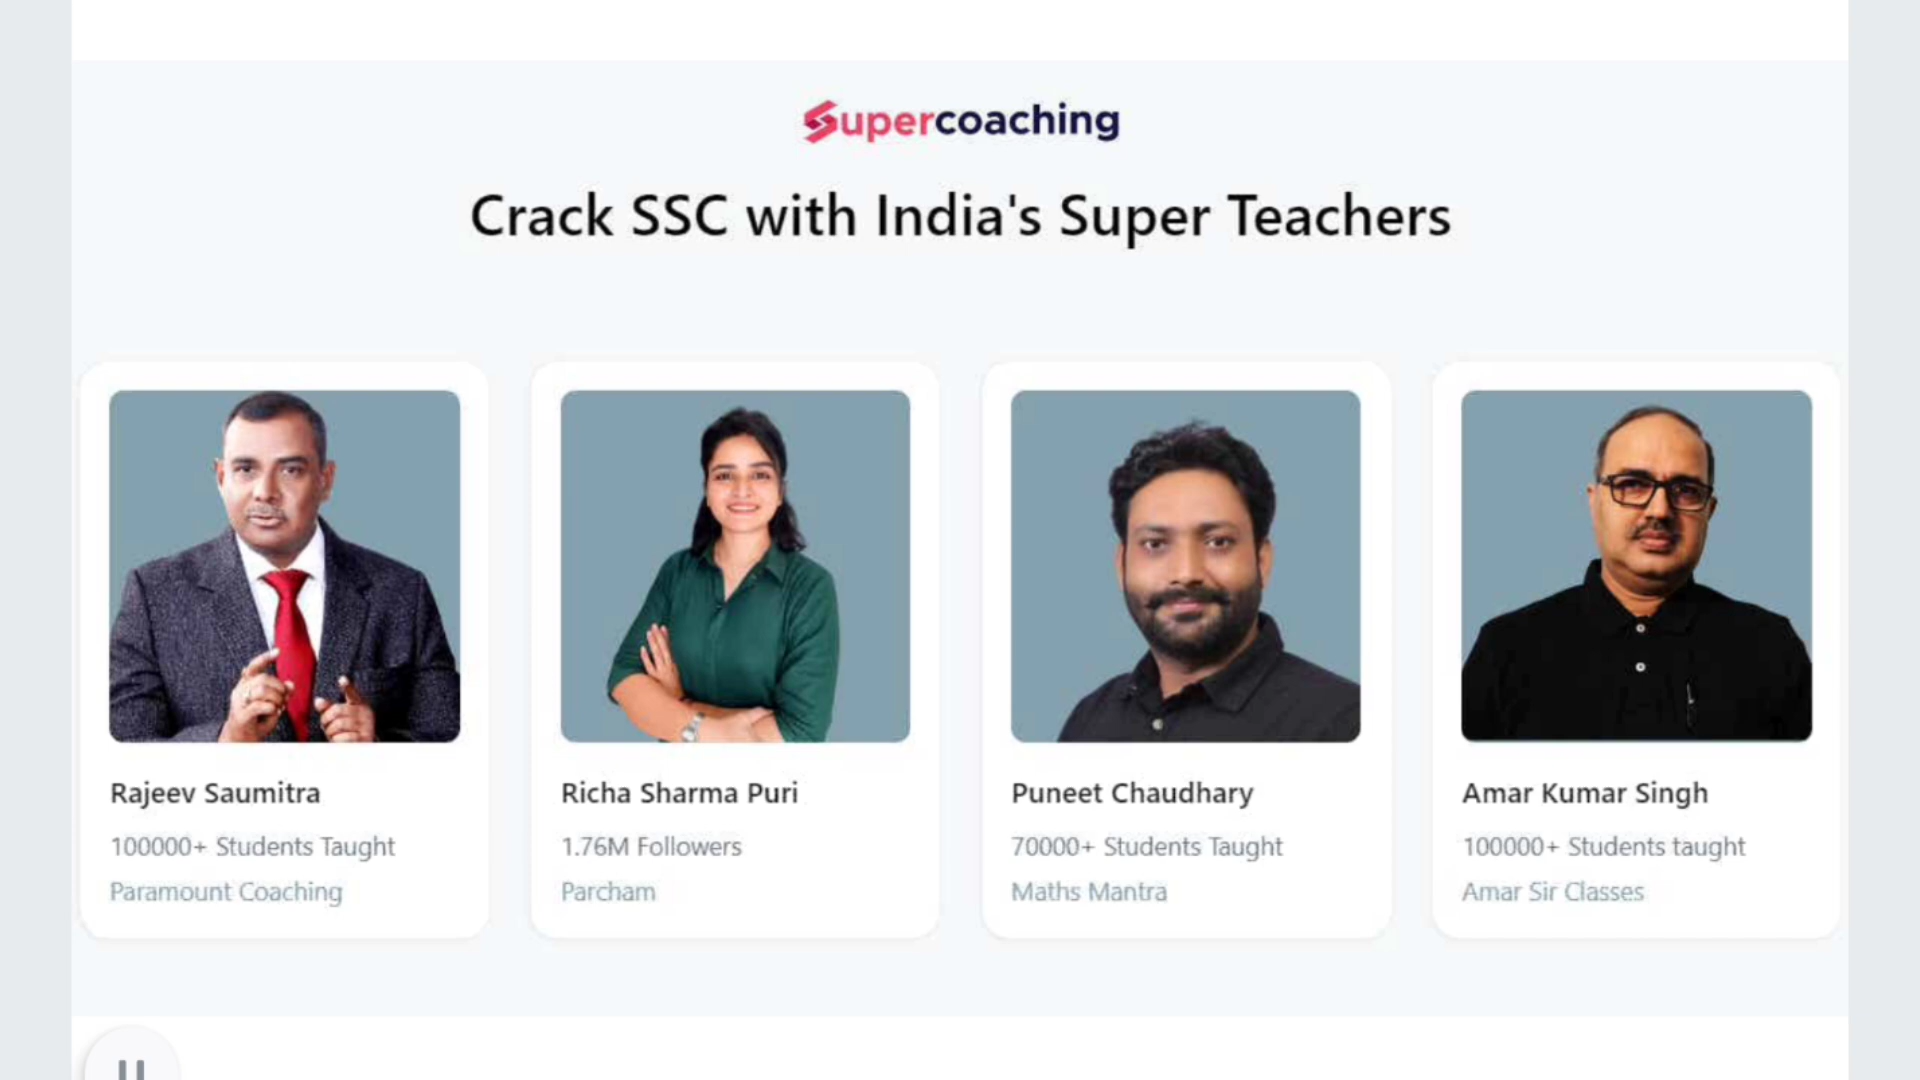 Supercoaching
Crack SSC with India's Super Teachers
Rajeev Saumitra
100000+ Students Taught
Paramount Coaching
Richa Sharma Puri
1.76M Followers
Parcham
Puneet Chaudhary
70000+ Students Taught
Maths Mantra
Amar Kumar Singh
100000+ Students taught
Amar Sir Classes